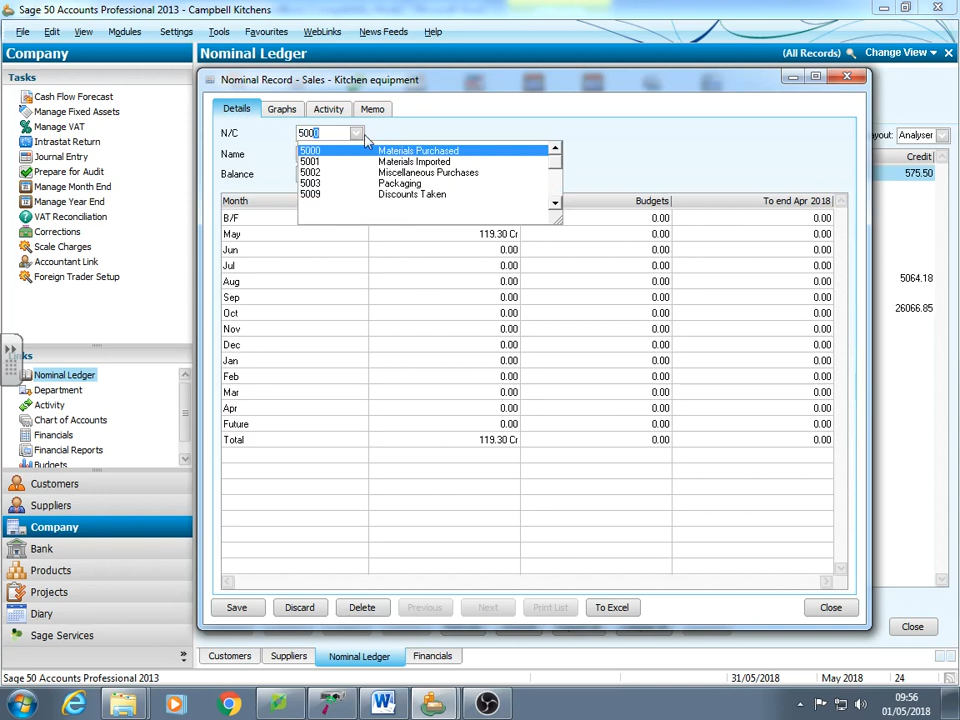 Sage 50 Accounts Professional 2013 - Campbell Kitchens
File Edit View Modules Settings Tools Favourites WebLinks News Feeds Help
Company
Nominal Ledger
(All Records) Change View
Tasks
Cash Flow Forecast
Manage Fixed Assets
Manage VAT
Intrastat Return
Journal Entry
Prepare for Audit
Manage Month End
Manage Year End
VAT Reconciliation
Corrections
Scale Charges
Accountant Link
Foreign Trader Setup
Nominal Ledger
Department
Activity
Chart of Accounts
Financials
Financial Reports
Budgets
Customers
Suppliers
Company
Bank
Products
Projects
Diary
Sage Services
Nominal Record - Sales - Kitchen equipment
Details Graphs Activity Memo
N/C 5000
Name
Balance
5000 Materials Purchased
5001 Materials Imported
5002 Miscellaneous Purchases
5003 Packaging
5009 Discounts Taken
Month Budgets To end Apr 2018
B/F 0.00 0.00
May 119.30 Cr 0.00 0.00
Jun 0.00 0.00 0.00
Jul 0.00 0.00 0.00
Aug 0.00 0.00 0.00
Sep 0.00 0.00 0.00
Oct 0.00 0.00 0.00
Nov 0.00 0.00 0.00
Dec 0.00 0.00 0.00
Jan 0.00 0.00 0.00
Feb 0.00 0.00 0.00
Mar 0.00 0.00 0.00
Apr 0.00 0.00 0.00
Future 0.00 0.00 0.00
Total 119.30 Cr 0.00 0.00
Save Discard Delete Previous Next Print List To Excel Close
Analyser
Credit
575.50
5064.18
26066.85
Close
Customers Suppliers Nominal Ledger Financials
Sage 50 Accounts Professional 2013 31/05/2018 May 2018 24
09:56
01/05/2018